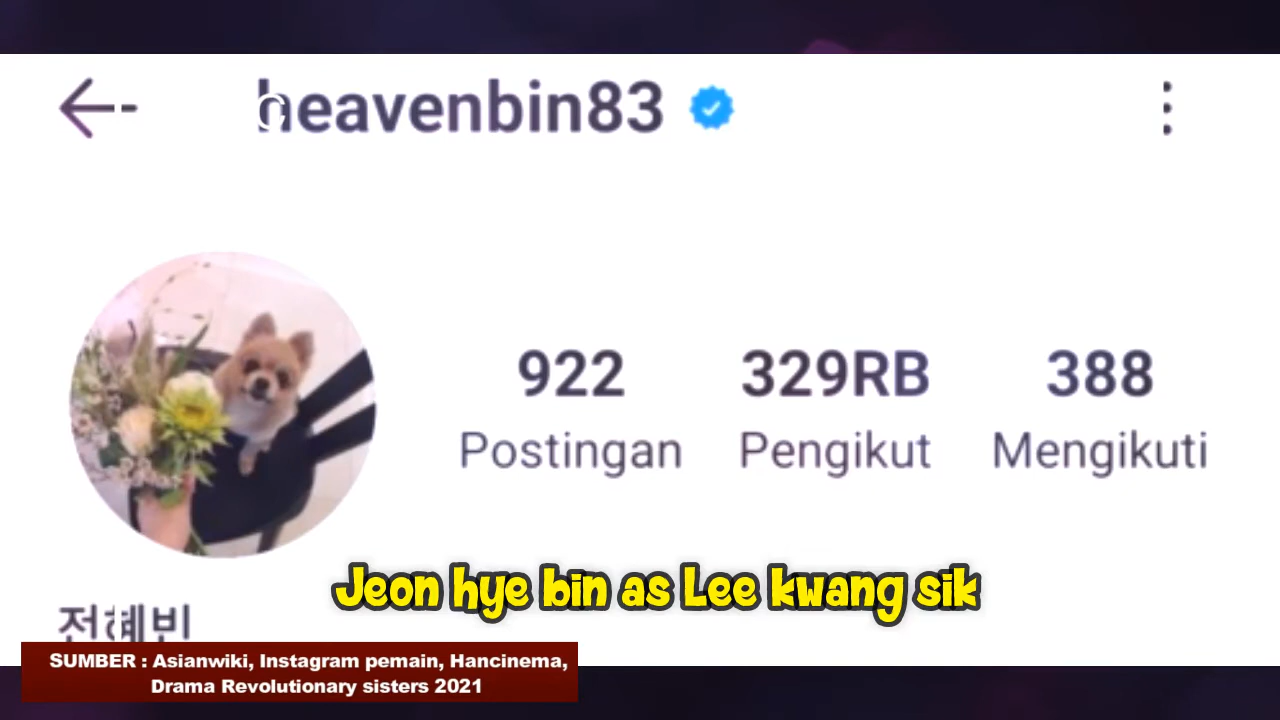 heavenbin83
922 329RB 388
Postingan Pengikut Mengikuti
Jeon hye bin as Lee kwang sik
전혜빈
SUMBER : Asianwiki, Instagram pemain, Hancinema,
Drama Revolutionary sisters 2021